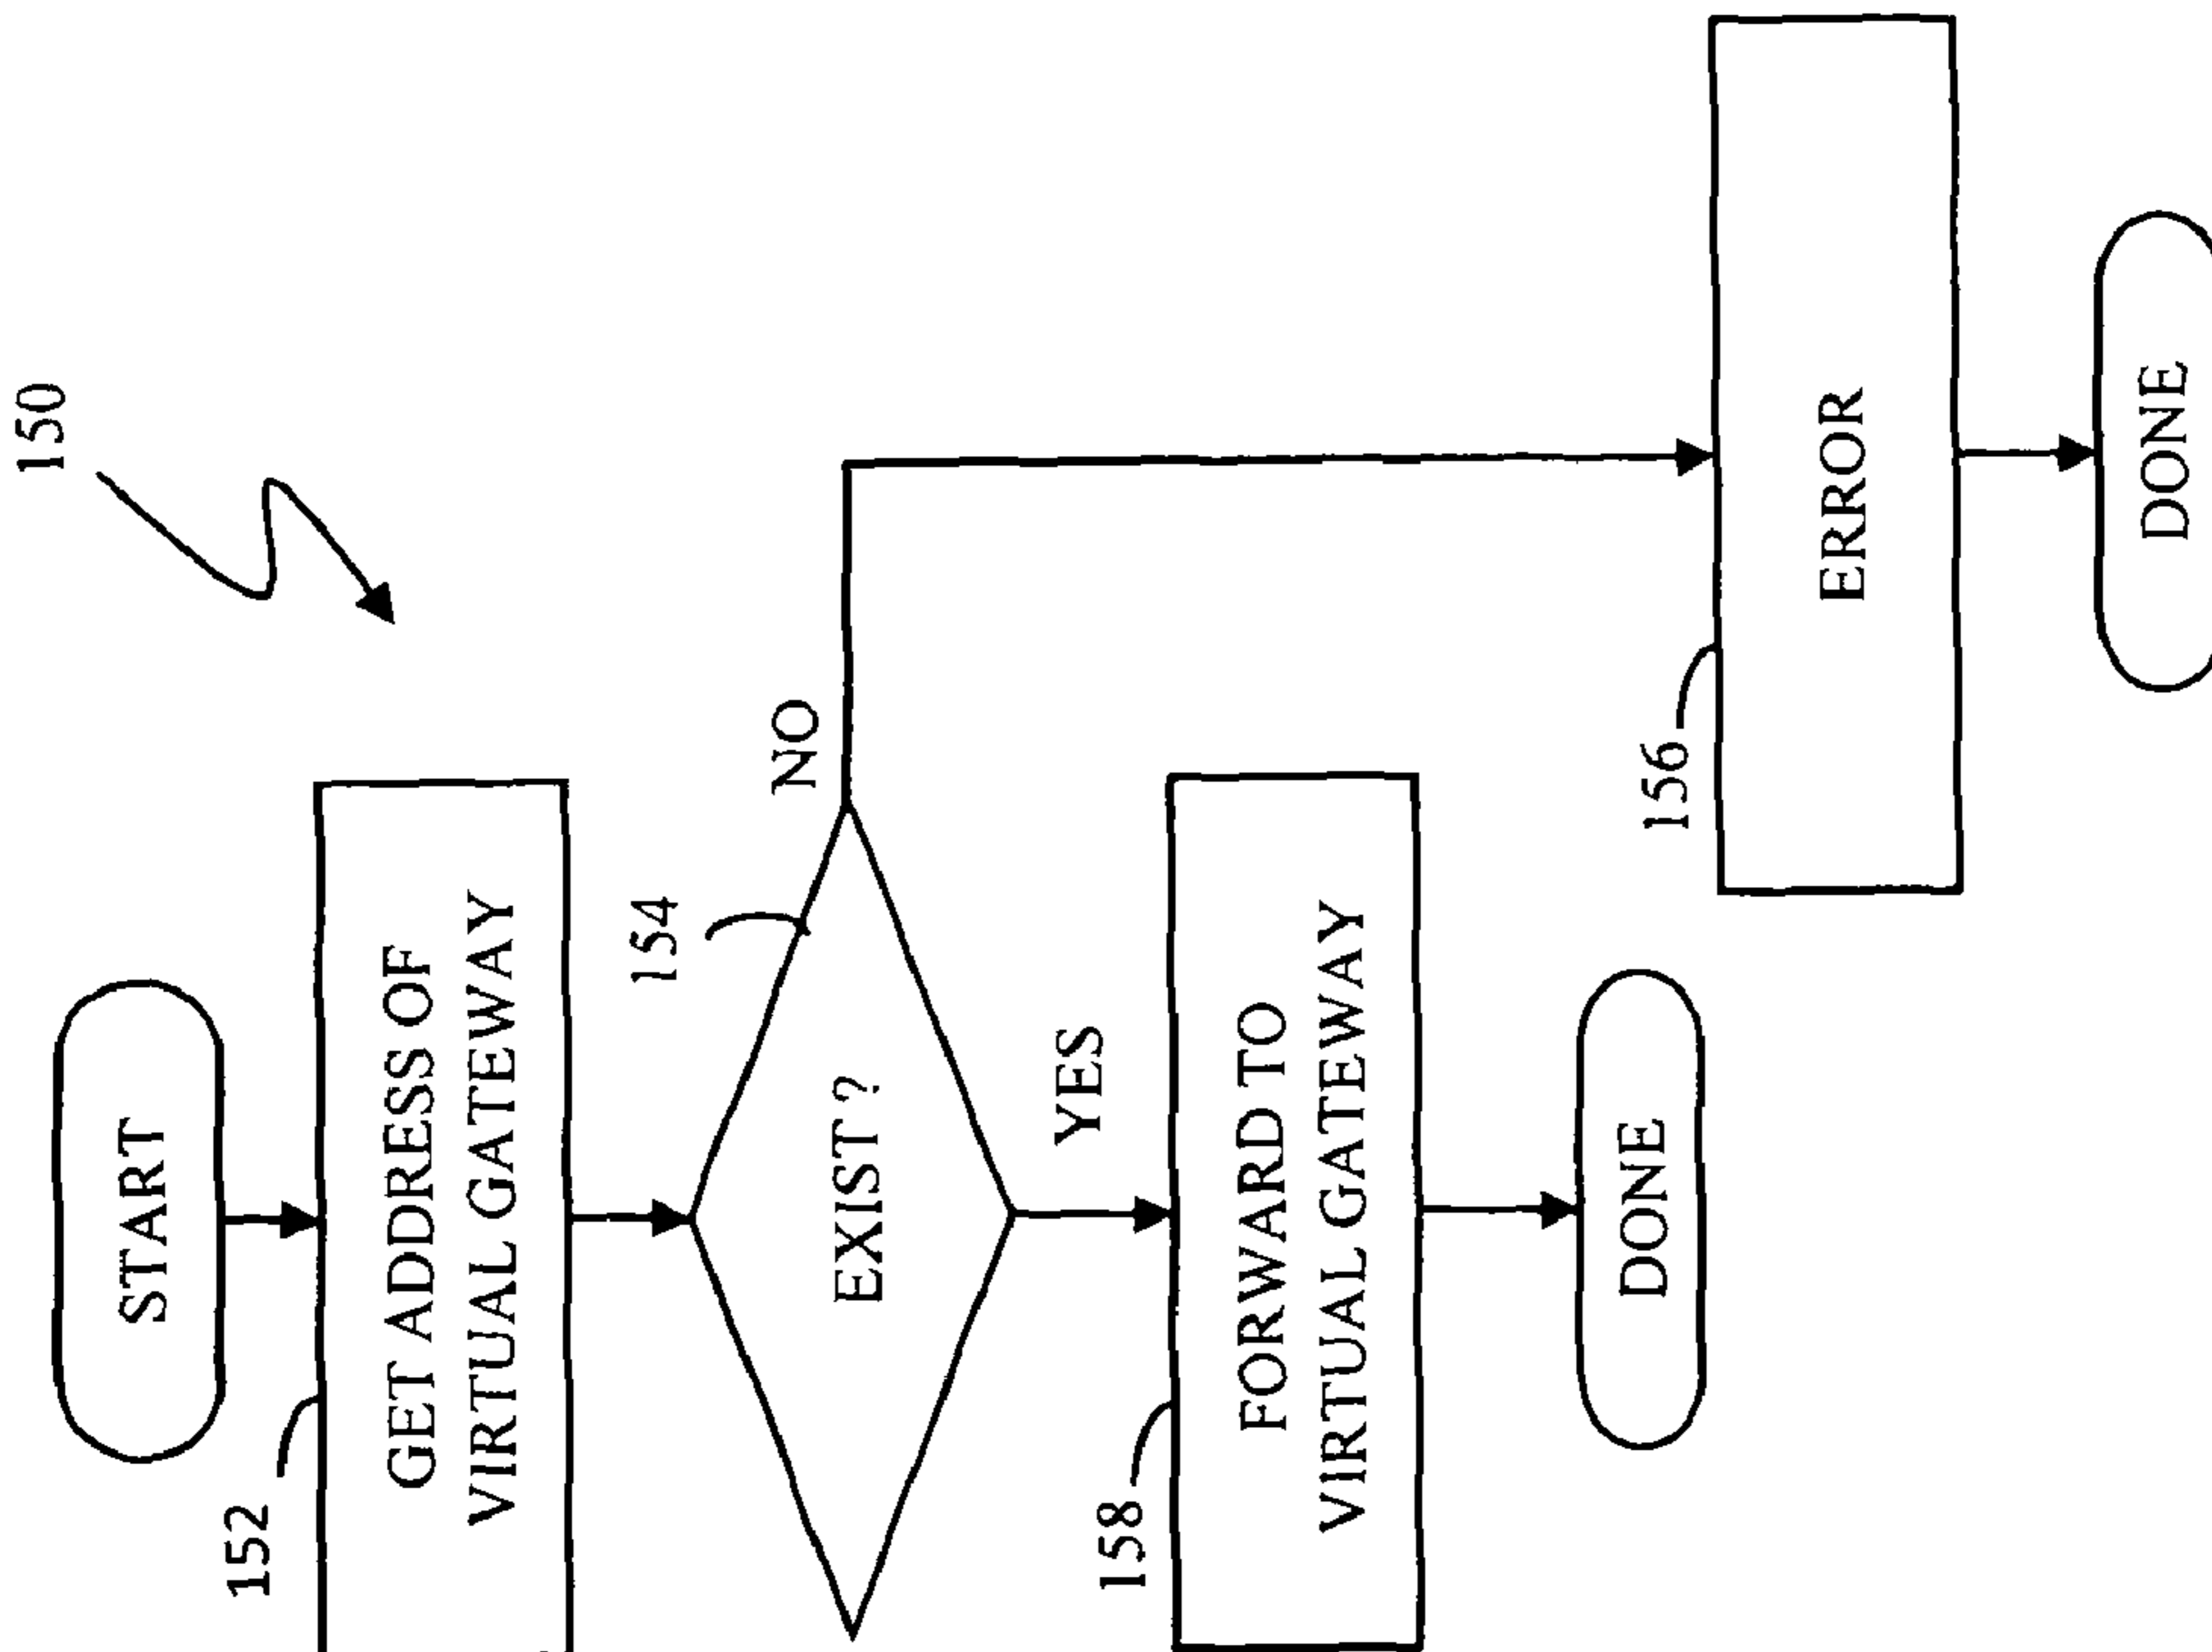 150
START
152
GET ADDRESS OF
VIRTUAL GATEWAY
154
EXIST ?
NO
YES
158
FORWARD TO
VIRTUAL GATEWAY
DONE
156
ERROR
DONE